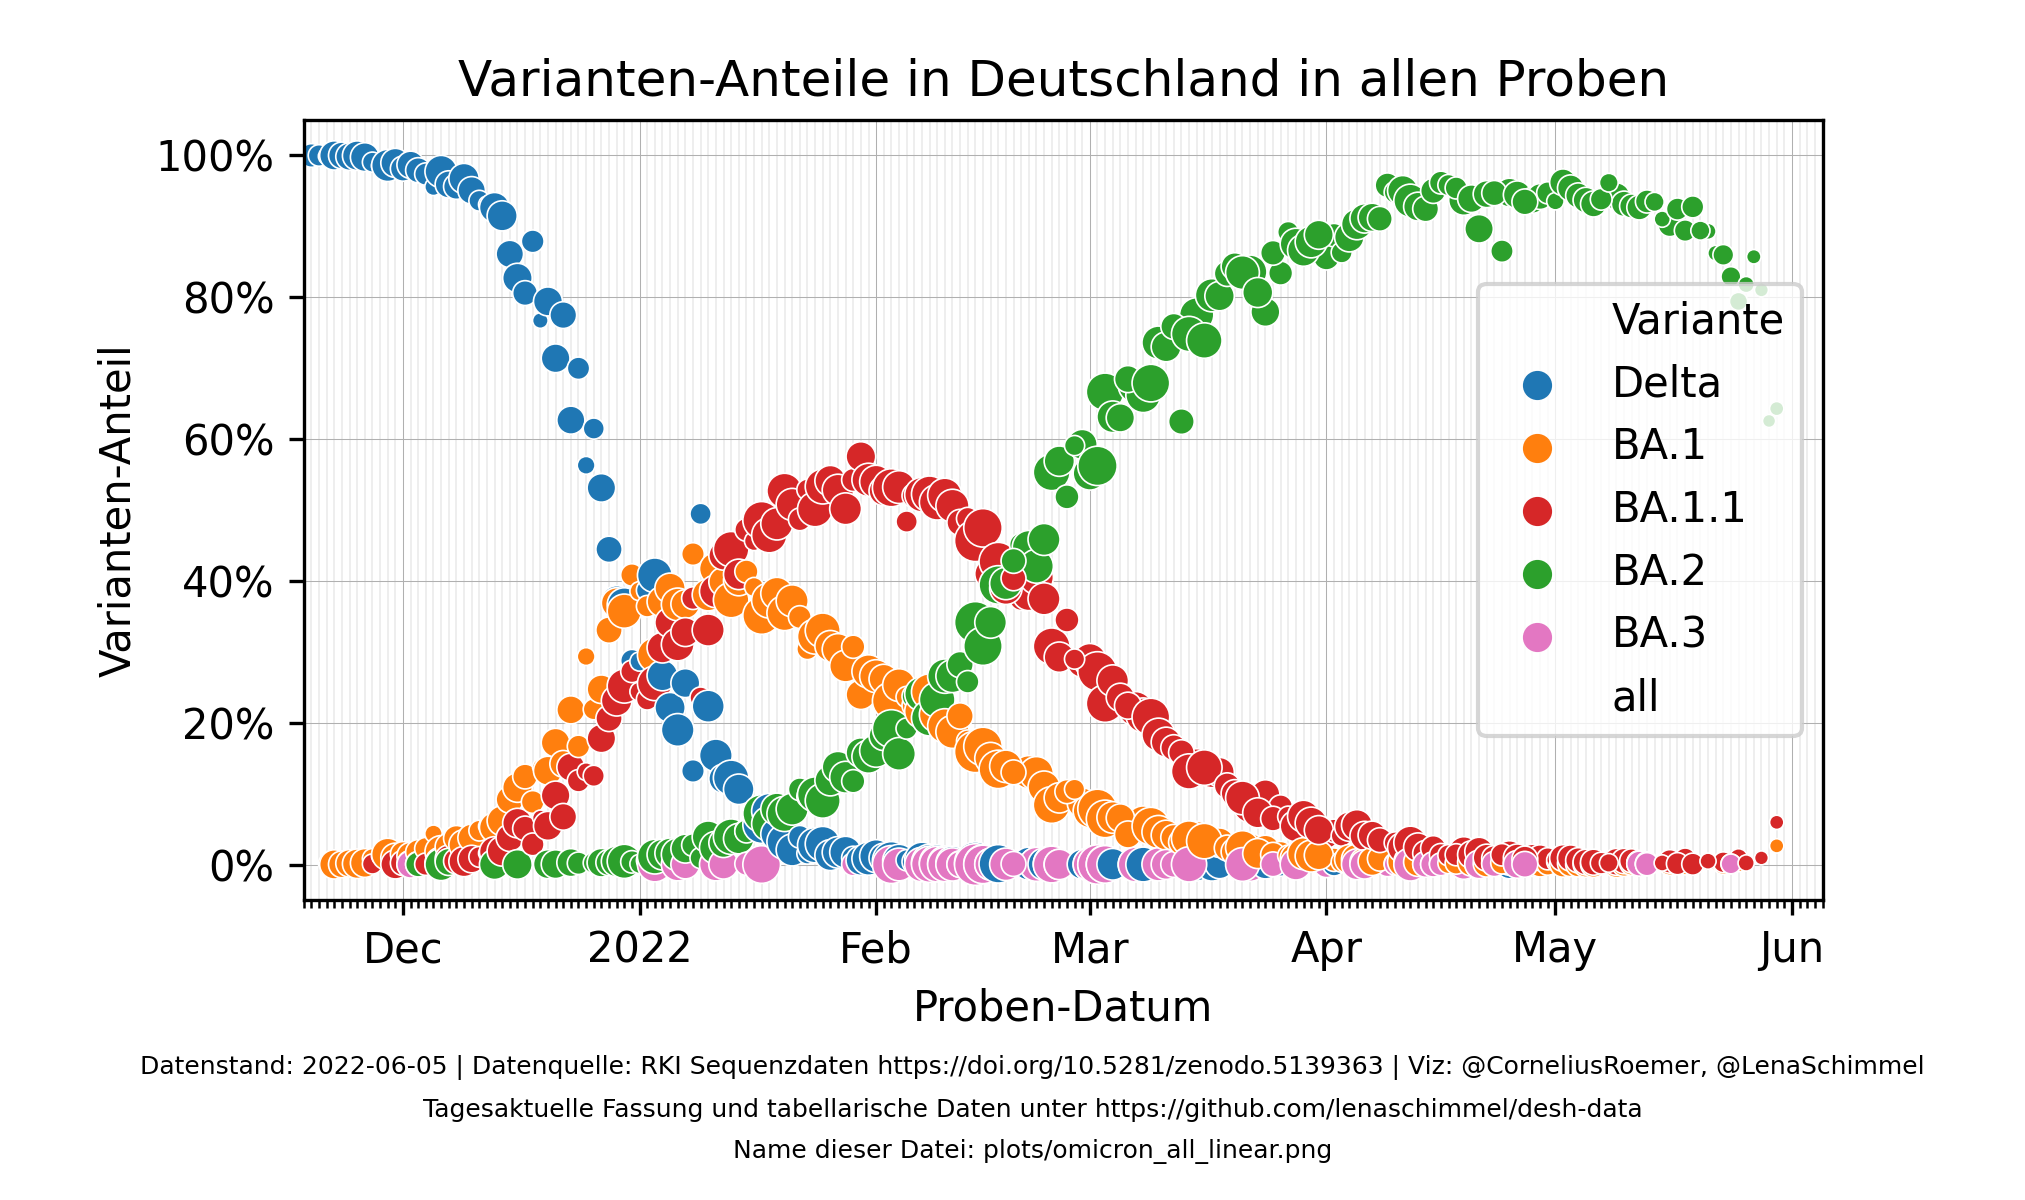 Varianten-Anteile in Deutschland in allen Proben
100%
80%
60%
40%
20%
0%
Varianten-Anteil
Variante
Delta
BA.1
BA.1.1
BA.2
BA.3
all
Dec
2022
Feb
Mar
Apr
May
Jun
Proben-Datum
Datenstand: 2022-06-05 | Datenquelle: RKI Sequenzdaten https://doi.org/10.5281/zenodo.5139363 | Viz: @CorneliusRoemer, @LenaSchimmel
Tagesaktuelle Fassung und tabellarische Daten unter https://github.com/lenaschimmel/desh-data
Name dieser Datei: plots/omicron_all_linear.png